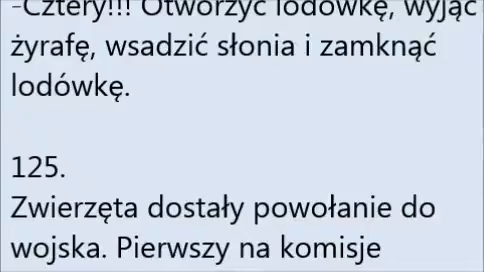 -Cztery!!! Otworzyć lodówkę, wyjąć
żyrafę, wsadzić słonia i zamknąć
lodówkę.
125.
Zwierzęta dostały powołanie do
wojska. Pierwszy na komisje